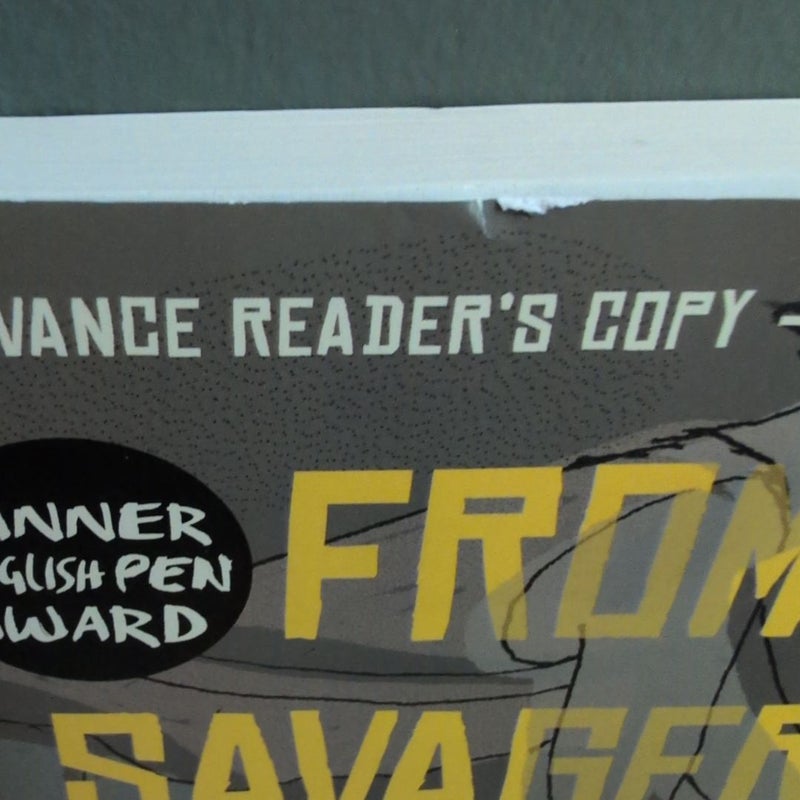 VANCE READER'S COPY –
INNER
GLISH PEN
WARD
FROM
SAVAGER